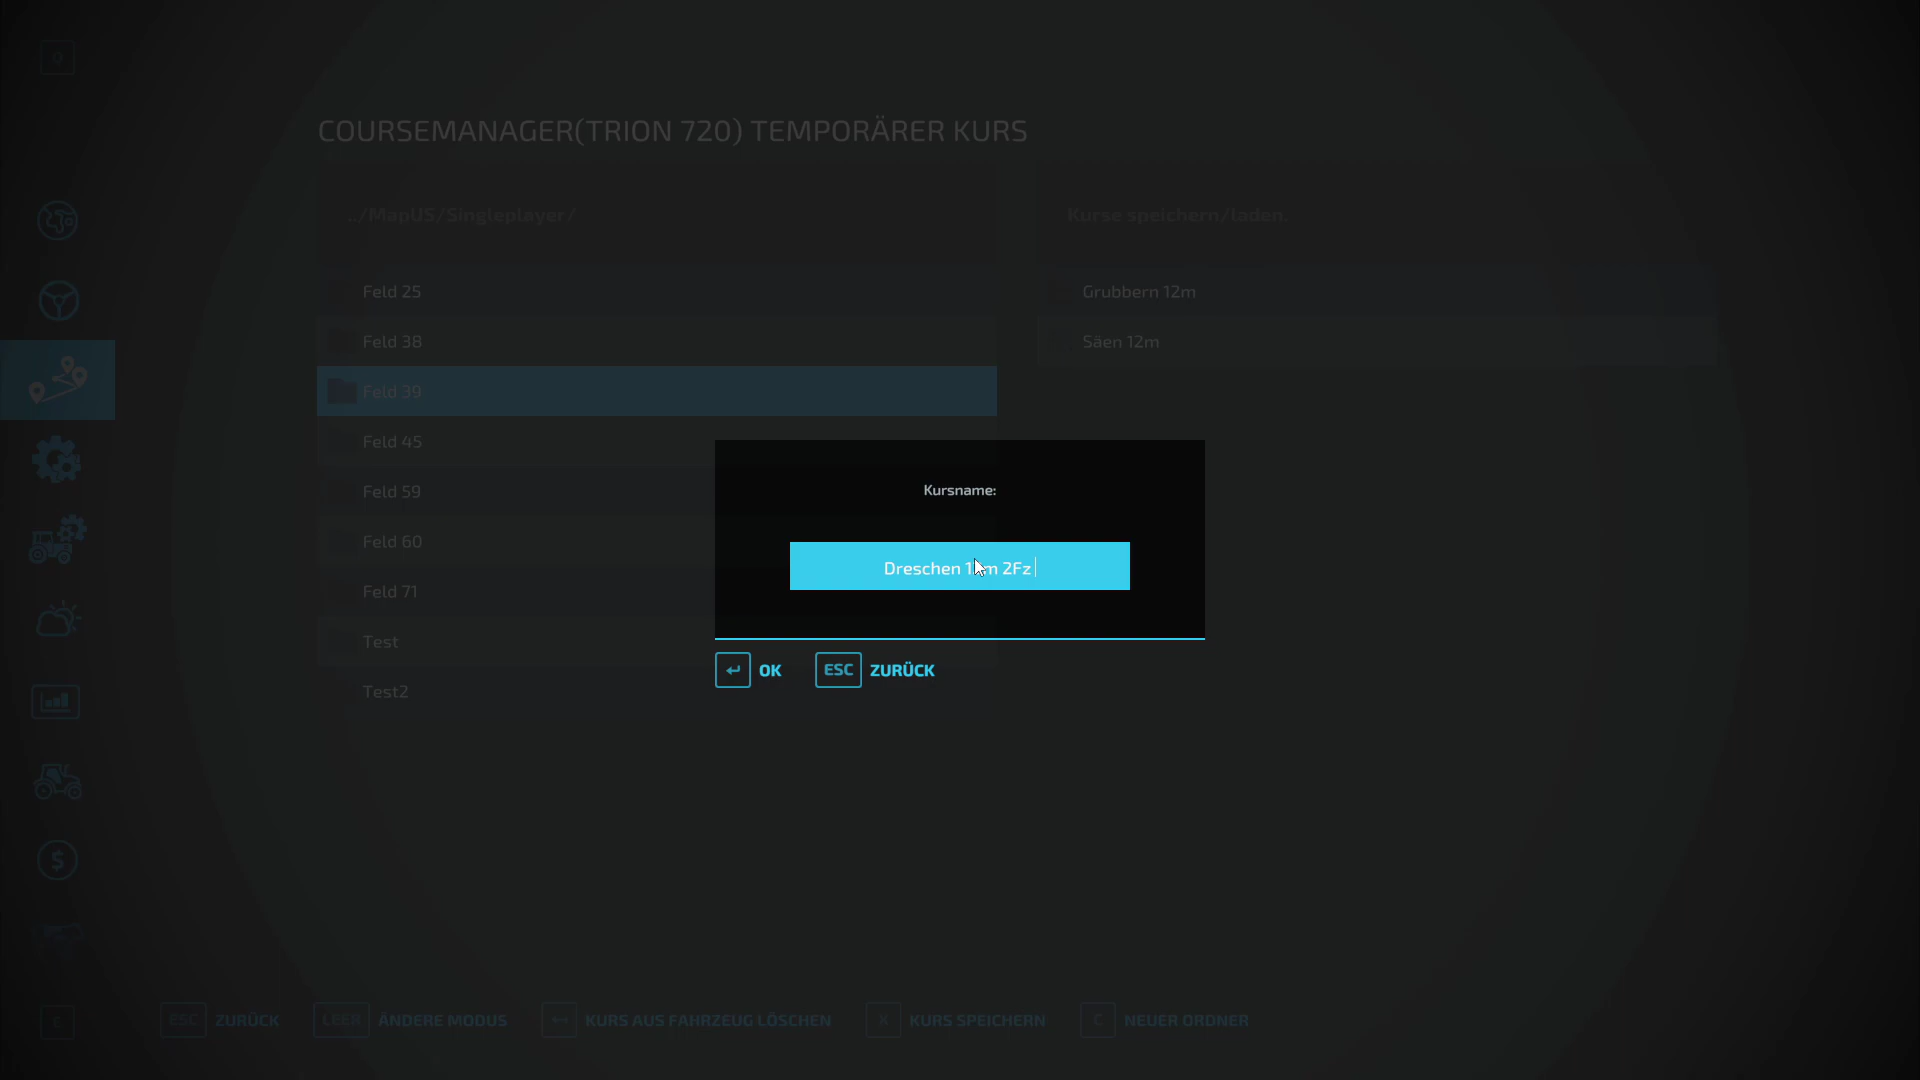 Q
COURSEMANAGER(TRION 720) TEMPORÄRER KURS
../MapUS/Singleplayer/
Kurse speichern/laden.
Feld 25
Feld 38
Feld 39
Feld 45
Feld 59
Feld 60
Feld 71
Test
Test2
Grubbern 12m
Säen 12m
Kursname:
Dreschen 2Fz
OK
ESC ZURÜCK
E
ESC ZURÜCK
LEER ÄNDERE MODUS
KURS AUS FAHRZEUG LÖSCHEN
X KURS SPEICHERN
C NEUER ORDNER